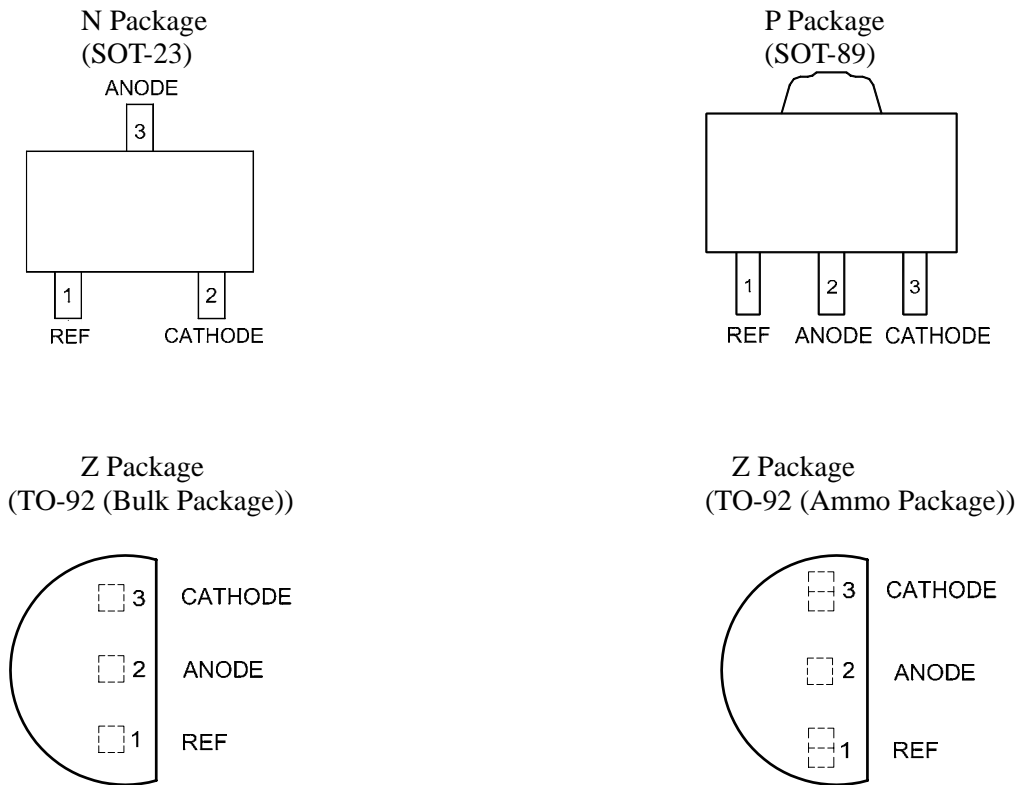 N Package
(SOT-23)
ANODE
3
1
2
REF
CATHODE
P Package
(SOT-89)
1
2
3
REF
ANODE
CATHODE
Z Package
(TO-92 (Bulk Package))
3 CATHODE
2 ANODE
1 REF
Z Package
(TO-92 (Ammo Package))
3 CATHODE
2 ANODE
1 REF